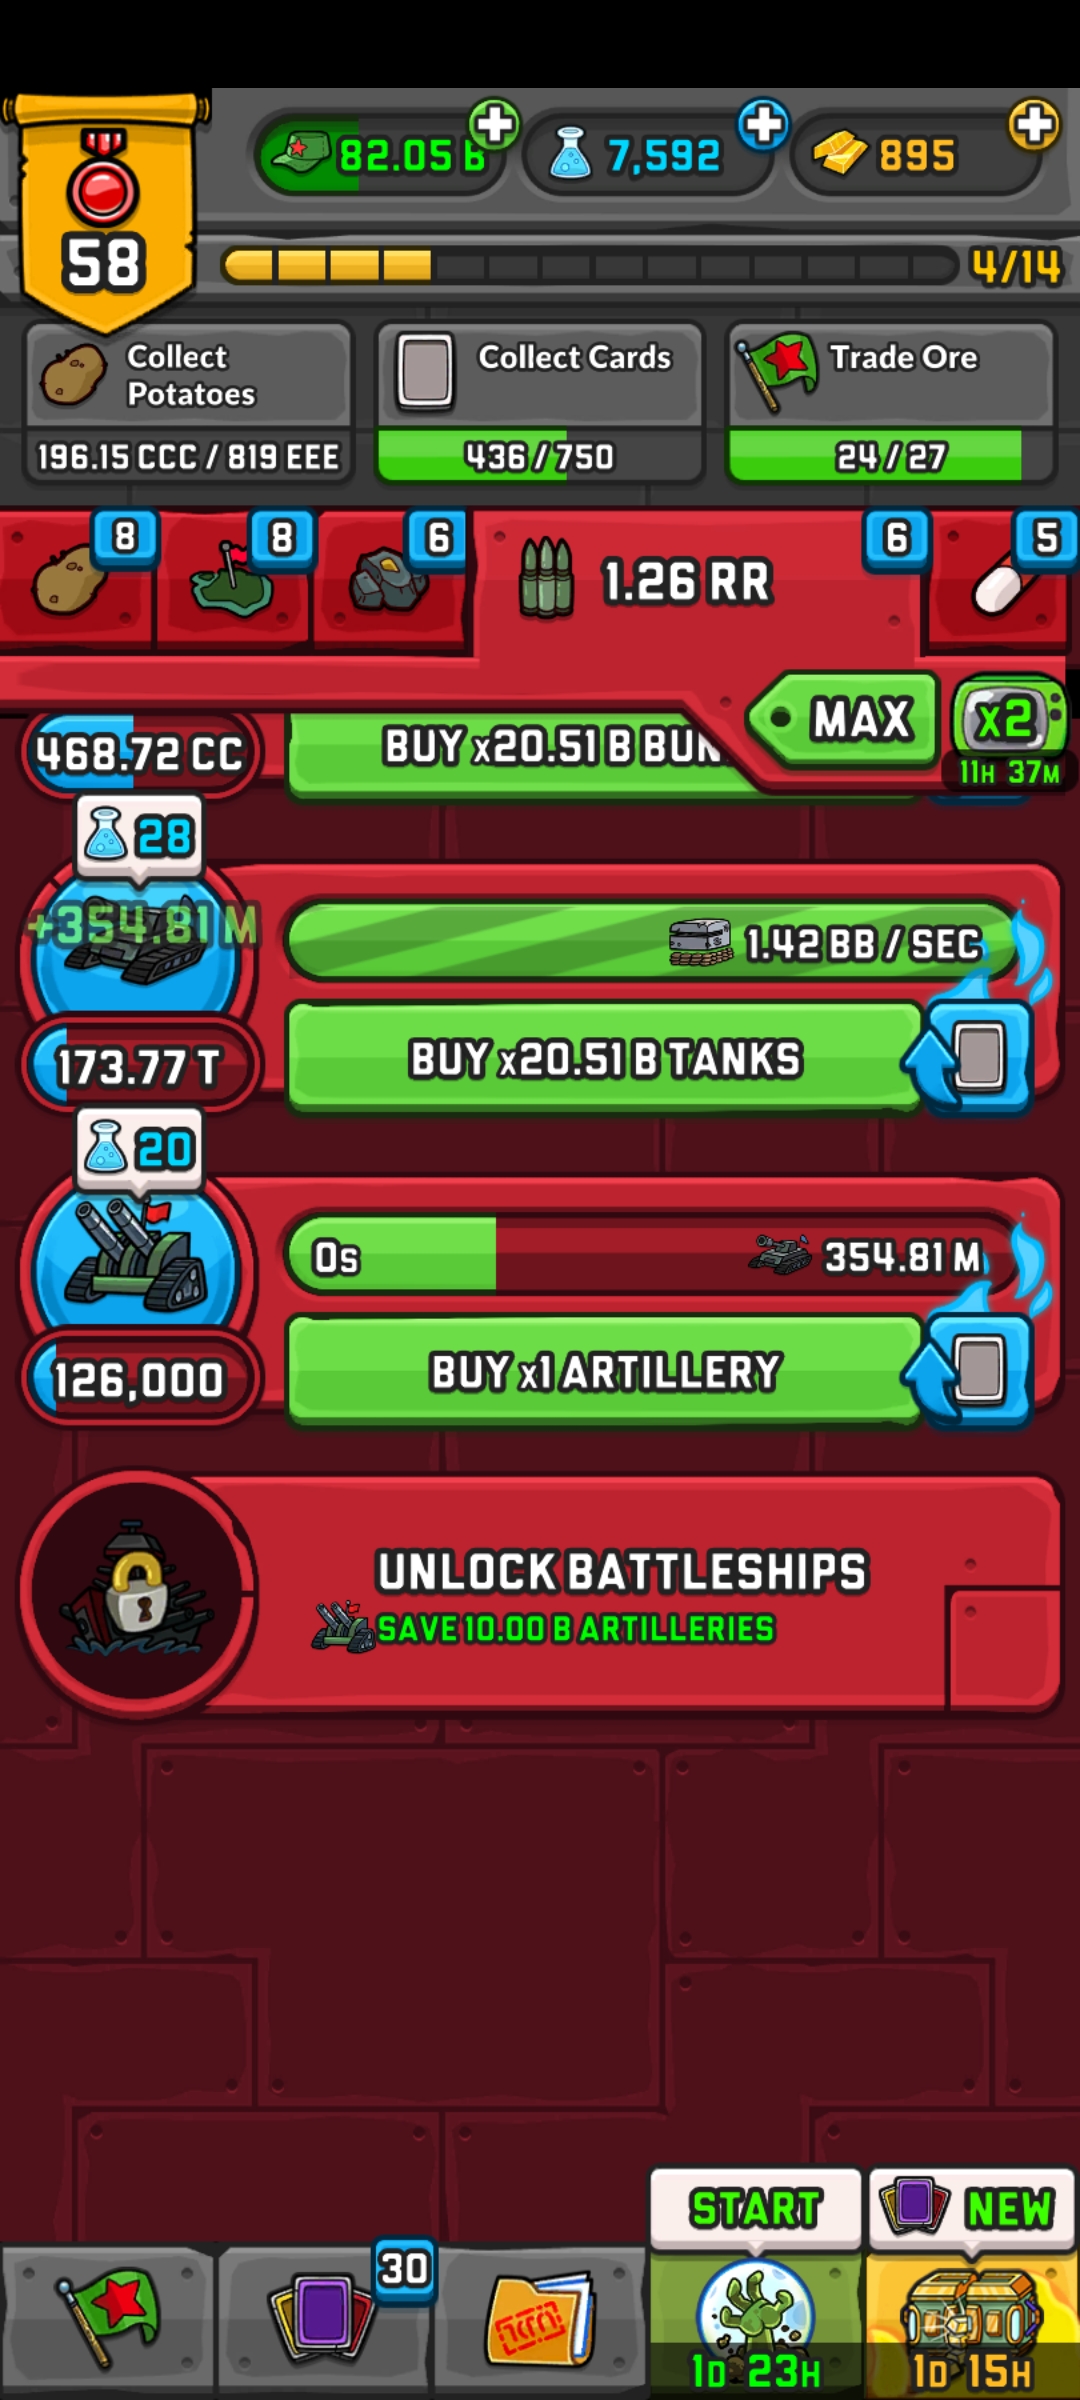 82.05 B
7,592
895
58
4/14
Collect
Potatoes
196.15 CCC / 819 EEE
Collect Cards
436 / 750
Trade Ore
24 / 27
8
8
6
1.26 RR
6
5
MAX
x2
11H 37M
468.72 CC
BUY x20.51 B BUN
28
+354.81 M
1.42 BB / SEC
173.77 T
BUY x20.51 B TANKS
20
0s
354.81 M
126,000
BUY x1 ARTILLERY
UNLOCK BATTLESHIPS
SAVE 10.00 B ARTILLERIES
START
NEW
30
1D 23H
1D 15H